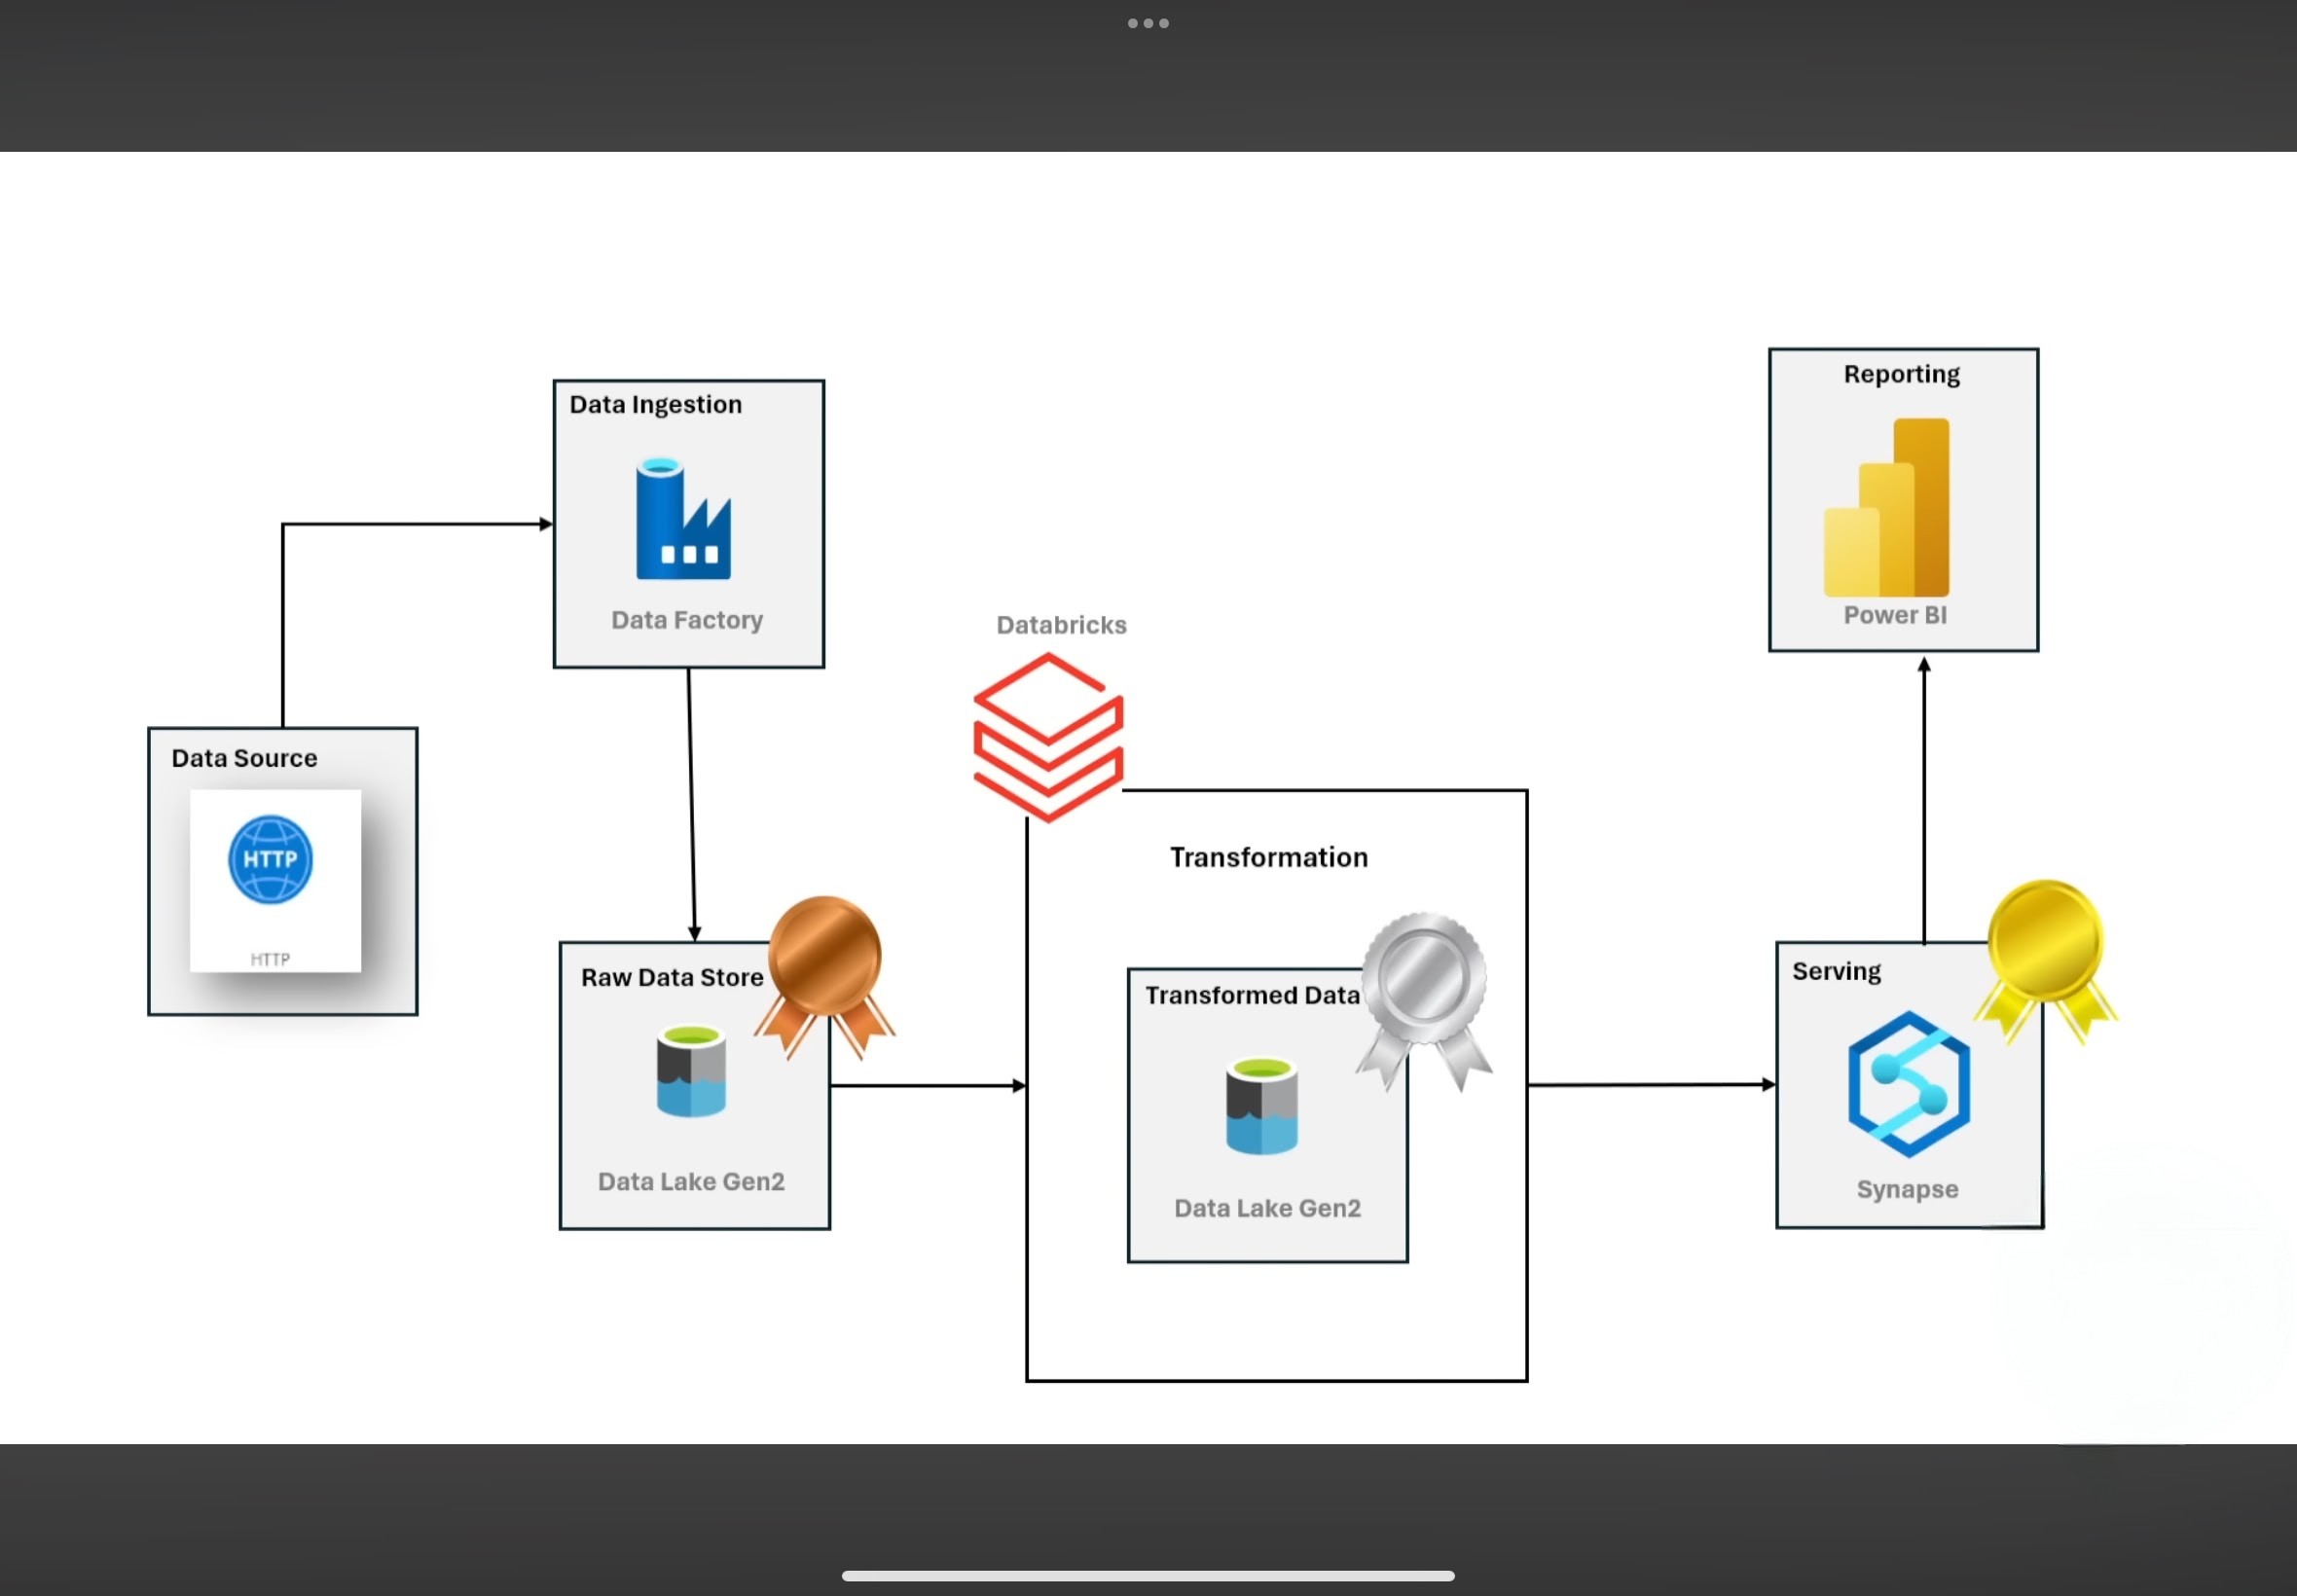 Data Source
HTTP
HTTP
Data Ingestion
Data Factory
Raw Data Store
Data Lake Gen2
Databricks
Transformation
Transformed Data
Data Lake Gen2
Serving
Synapse
Reporting
Power BI